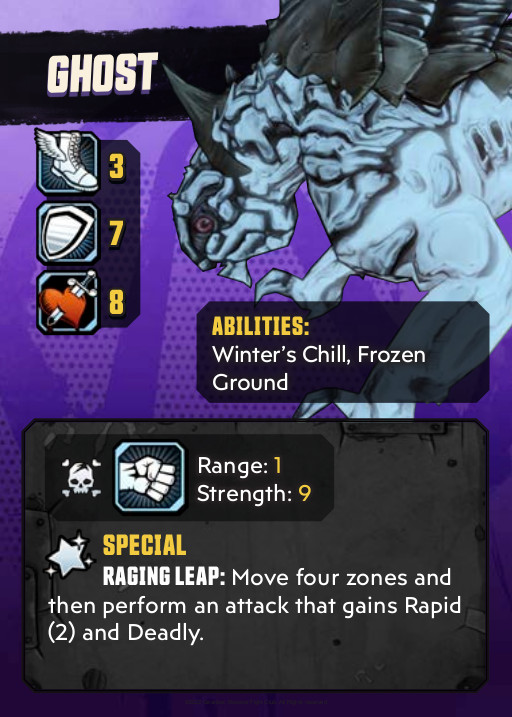 GHOST
3
7
8
ABILITIES:
Winter's Chill, Frozen
Ground
Range: 1
Strength: 9
SPECIAL
RAGING LEAP: Move four zones and
then perform an attack that gains Rapid
(2) and Deadly.